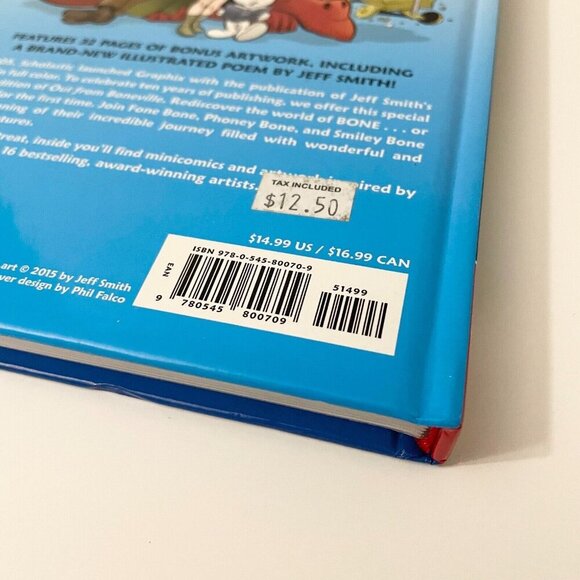 FEATURES 32 PAGES OF BONUS ARTWORK, INCLUDING
A BRAND-NEW ILLUSTRATED POEM BY JEFF SMITH!
Scholastic launched Graphix with the publication of Jeff Smith's
in full color. To celebrate ten years of publishing, we offer this special
edition of Out from Boneville. Rediscover the world of BONE . . . or
for the first time. Join Fone Bone, Phoney Bone, and Smiley Bone
of their incredible journey filled with wonderful and
treat, inside you'll find minicomics and artwork inspired by
16 bestselling, award-winning artists.
TAX INCLUDED
$12.50
$14.99 US / $16.99 CAN
ISBN 978-0-545-80070-9
51499
EAN
9 780545 800709
art © 2015 by Jeff Smith
design by Phil Falco